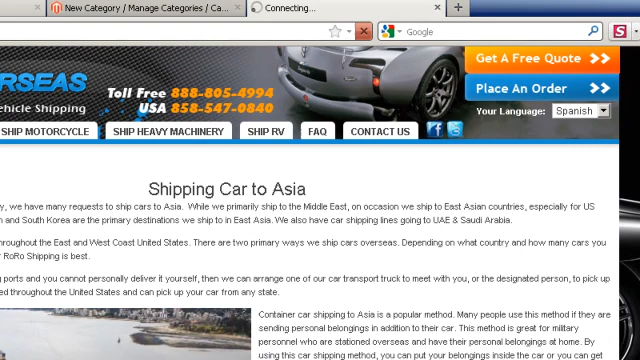 New Category / Manage Categories / Ca...
Connecting...
Google
S
ERSEAS
ehicle Shipping
Toll Free 888-805-4994
USA 858-547-0840
Get A Free Quote >>
Place An Order >>
Your Language: Spanish
SHIP MOTORCYCLE SHIP HEAVY MACHINERY SHIP RV FAQ CONTACT US
Shipping Car to Asia
y, we have many requests to ship cars to Asia. While we primarily ship to the Middle East, on occasion we ship to East Asian countries, especially for US
n and South Korea are the primary destinations we ship to in East Asia. We also have car shipping lines going to UAE & Saudi Arabia.
hroughout the East and West Coast United States. There are two primary ways we ship cars overseas. Depending on what country and how many cars you
RoRo Shipping is best.
g ports and you cannot personally deliver it yourself, then we can arrange one of our car transport truck to meet with you, or the designated person, to pick up
ed throughout the United States and can pick up your car from any state.
Container car shipping to Asia is a popular method. Many people use this method if they are
sending personal belongings in addition to their car. This method is great for military
personnel who are stationed overseas and have their personal belongings at home. By
using this car shipping method, you can put your belongings inside the car or you can get